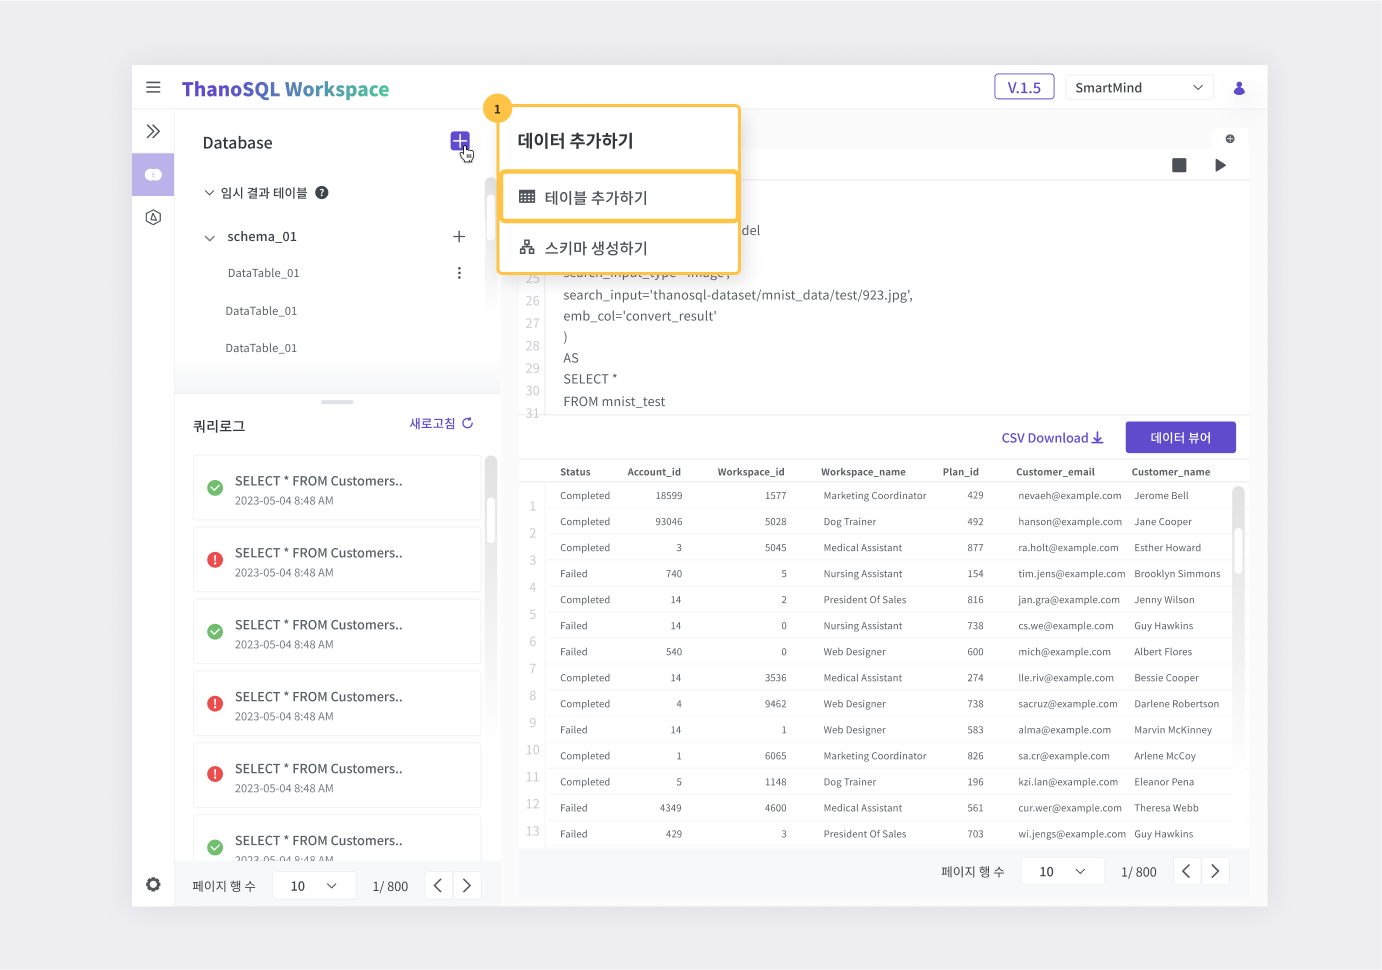 ThanoSQL Workspace
V.1.5
SmartMind
Database
임시 결과 테이블 ?
schema_01
DataTable_01
DataTable_01
DataTable_01
쿼리로그
새로고침
SELECT * FROM Customers..
2023-05-04 8:48 AM
SELECT * FROM Customers..
2023-05-04 8:48 AM
SELECT * FROM Customers..
2023-05-04 8:48 AM
SELECT * FROM Customers..
2023-05-04 8:48 AM
SELECT * FROM Customers..
2023-05-04 8:48 AM
SELECT * FROM Customers..
2023-05-04 8:48 AM
페이지 행 수 10 1/ 800
1
데이터 추가하기
테이블 추가하기
스키마 생성하기
del
25 search_input_type='image',
26 search_input='thanosql-dataset/mnist_data/test/923.jpg',
27 emb_col='convert_result'
28 )
29 AS
30 SELECT *
31 FROM mnist_test
CSV Download
데이터 뷰어
Status Account_id Workspace_id Workspace_name Plan_id Customer_email Customer_name
1 Completed 18599 1577 Marketing Coordinator 429 nevaeh@example.com Jerome Bell
2 Completed 93046 5028 Dog Trainer 492 hanson@example.com Jane Cooper
3 Completed 3 5045 Medical Assistant 877 ra.holt@example.com Esther Howard
4 Failed 740 5 Nursing Assistant 154 tim.jens@example.com Brooklyn Simmons
5 Completed 14 2 President Of Sales 816 jan.gra@example.com Jenny Wilson
6 Failed 14 0 Nursing Assistant 738 cs.we@example.com Guy Hawkins
7 Failed 540 0 Web Designer 600 mich@example.com Albert Flores
8 Completed 14 3536 Medical Assistant 274 lle.riv@example.com Bessie Cooper
9 Completed 4 9462 Web Designer 738 sacruz@example.com Darlene Robertson
10 Failed 14 1 Web Designer 583 alma@example.com Marvin McKinney
11 Completed 1 6065 Marketing Coordinator 826 sa.cr@example.com Arlene McCoy
12 Completed 5 1148 Dog Trainer 196 kzi.lan@example.com Eleanor Pena
13 Failed 4349 4600 Medical Assistant 561 cur.wer@example.com Theresa Webb
Failed 429 3 President Of Sales 703 wi.jengs@example.com Guy Hawkins
페이지 행 수 10 1/ 800